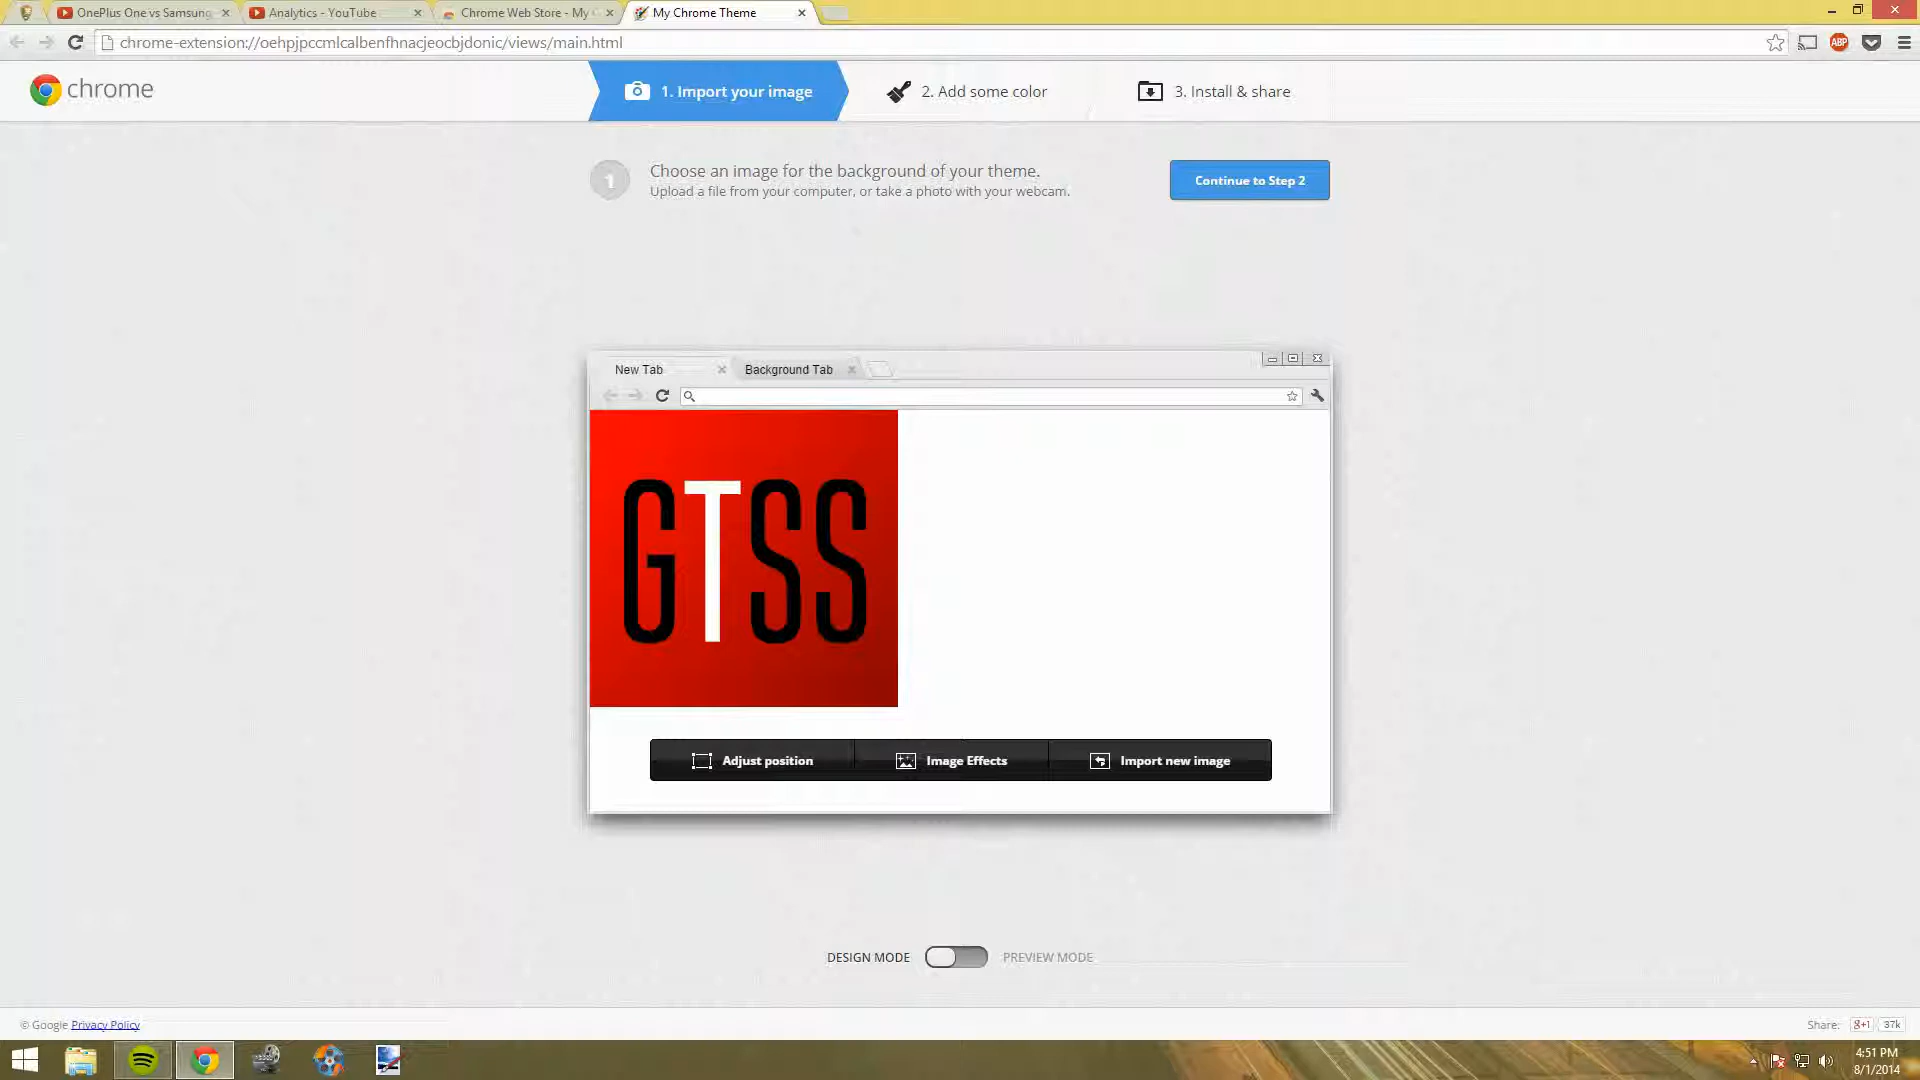 OnePlus One vs Samsung
Analytics - YouTube
Chrome Web Store - My
My Chrome Theme
chrome-extension://oehpjpccmlcalbenfhnacjeocbjdonic/views/main.html
ABP
chrome
1. Import your image
2. Add some color
3. Install & share
1
Choose an image for the background of your theme.
Upload a file from your computer, or take a photo with your webcam.
Continue to Step 2
New Tab
Background Tab
GTSS
Adjust position
Image Effects
Import new image
DESIGN MODE
PREVIEW MODE
© Google Privacy Policy
Share:
g+1
37k
4:51 PM
8/1/2014